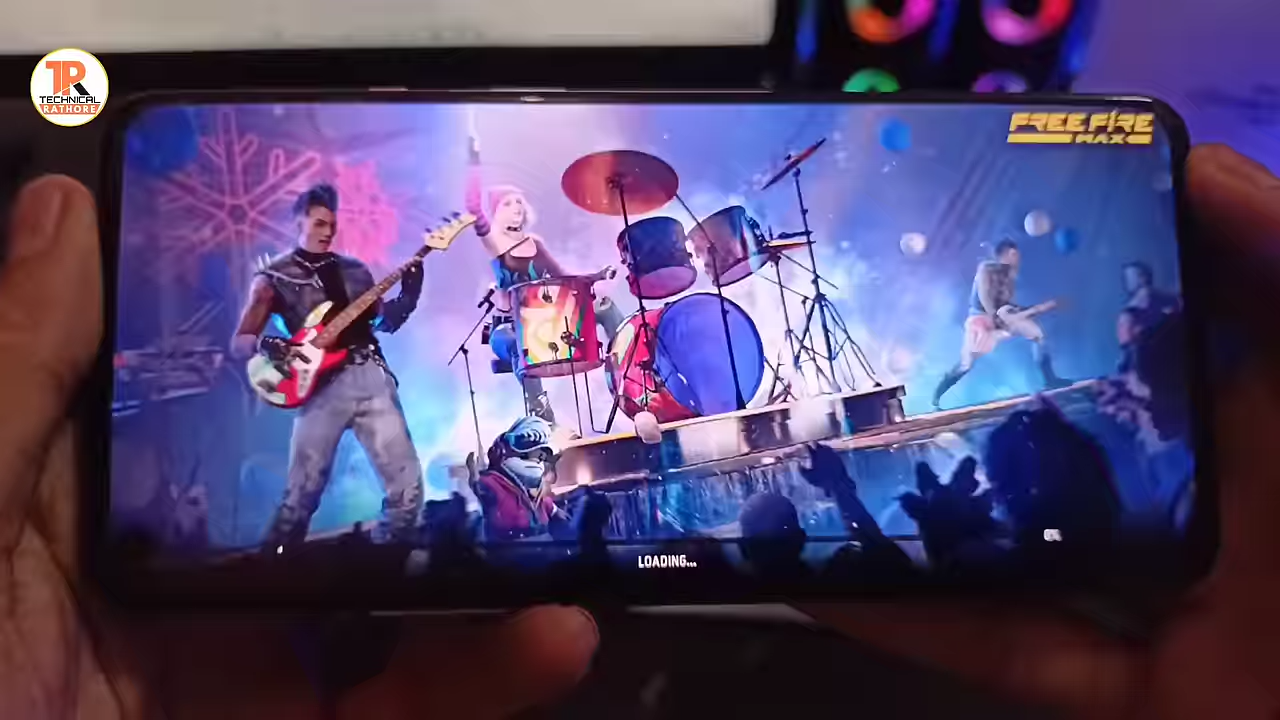 TR
TECHNICAL
RATHORE
FREE FIRE
MAX
LOADING...